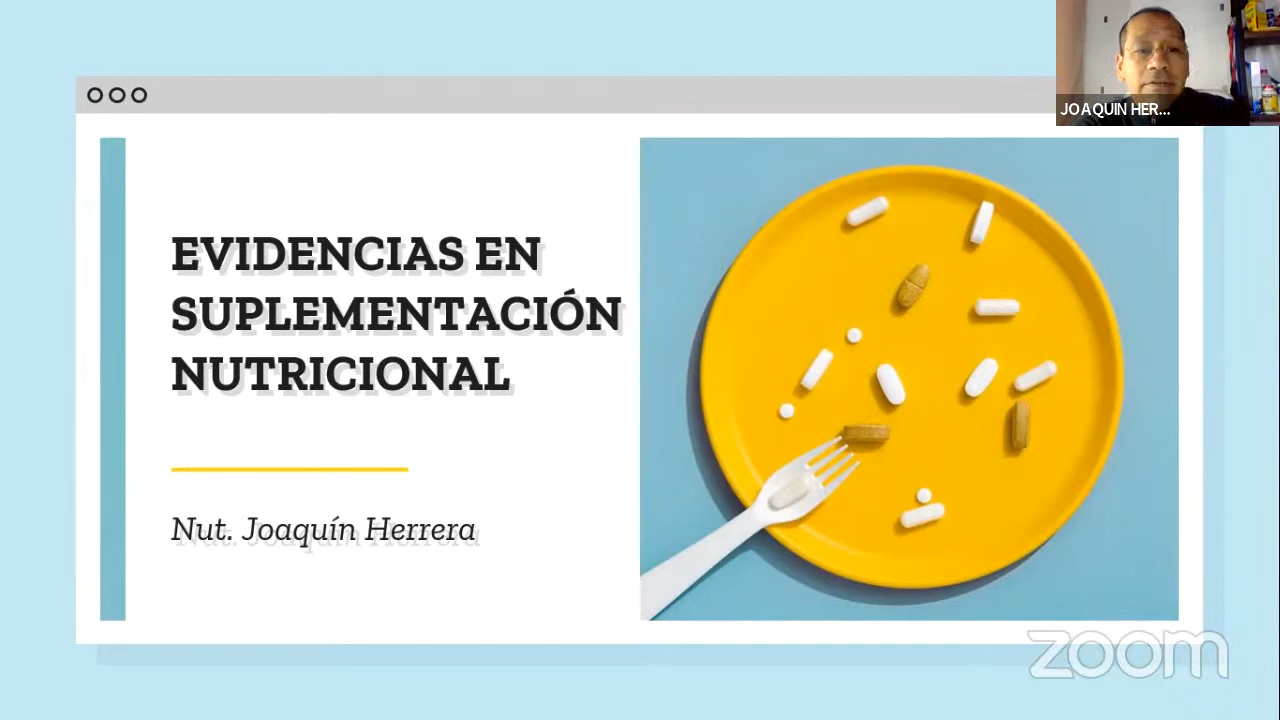 JOAQUIN HER...
EVIDENCIAS EN
SUPLEMENTACIÓN
NUTRICIONAL
Nut. Joaquín Herrera
zoom